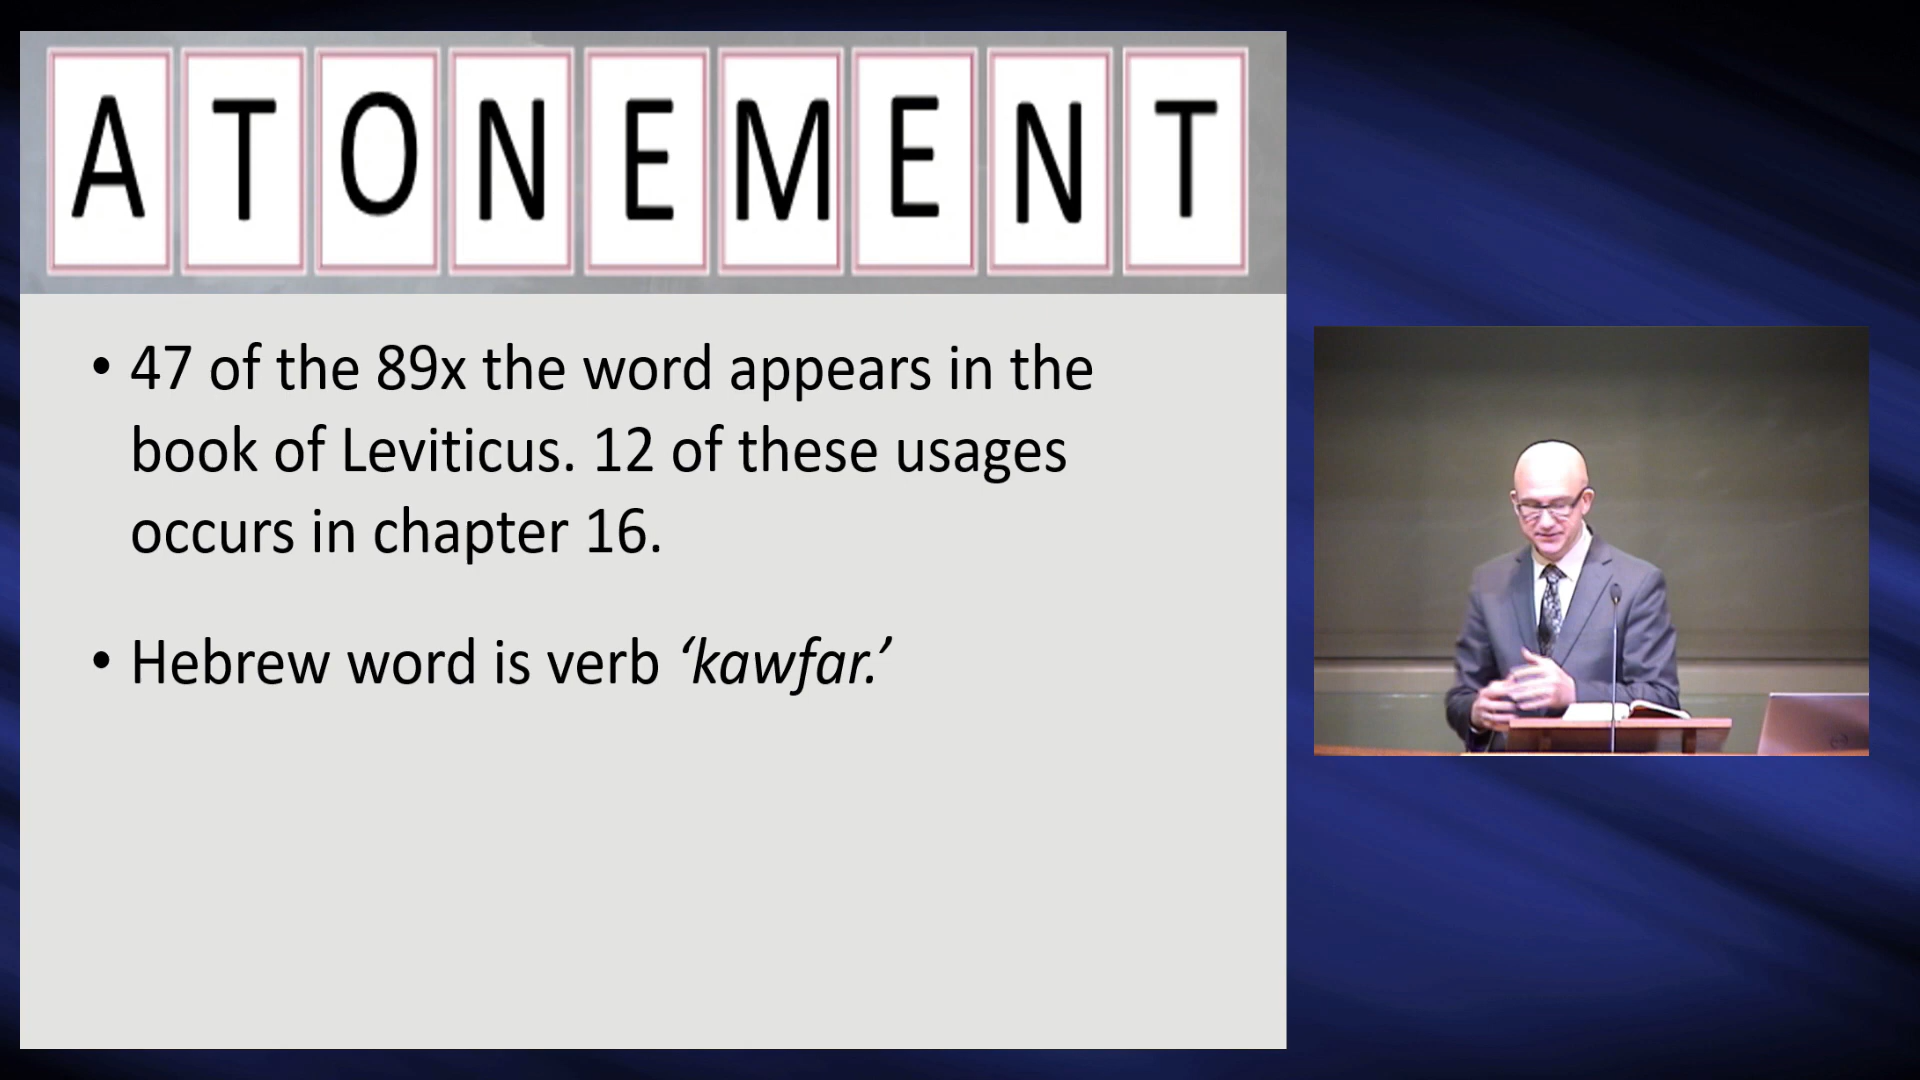 ATONEMENT
• 47 of the 89x the word appears in the
book of Leviticus. 12 of these usages
occurs in chapter 16.
• Hebrew word is verb ‘kawfar.’